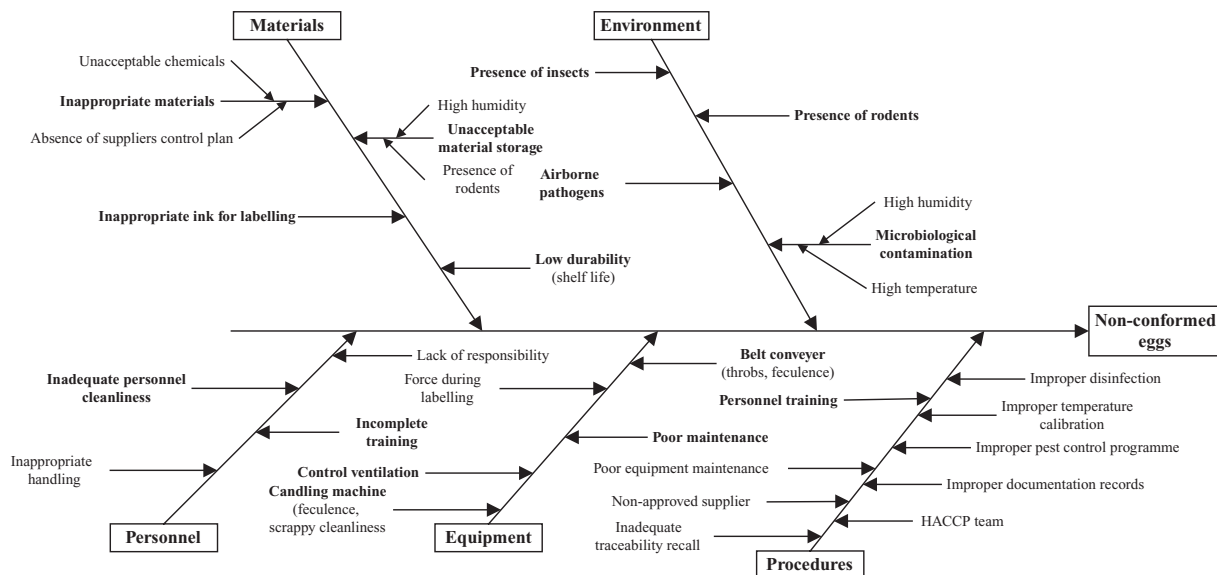 Materials
Environment
Unacceptable chemicals
Presence of insects
Inappropriate materials
High humidity
Presence of rodents
Absence of suppliers control plan
Unacceptable
material storage
Presence of
rodents
Airborne
pathogens
High humidity
Inappropriate ink for labelling
Microbiological
contamination
Low durability
(shelf life)
High temperature
Non-conformed
eggs
Lack of responsibility
Belt conveyer
(throbs, feculence)
Inadequate personnel
cleanliness
Force during
labelling
Improper disinfection
Personnel training
Improper temperature
calibration
Incomplete
training
Poor maintenance
Improper pest control programme
Inappropriate
handling
Control ventilation
Poor equipment maintenance
Candling machine
(feculence,
scrappy cleanliness
Improper documentation records
Non-approved supplier
HACCP team
Inadequate
traceability recall
Personnel
Equipment
Procedures